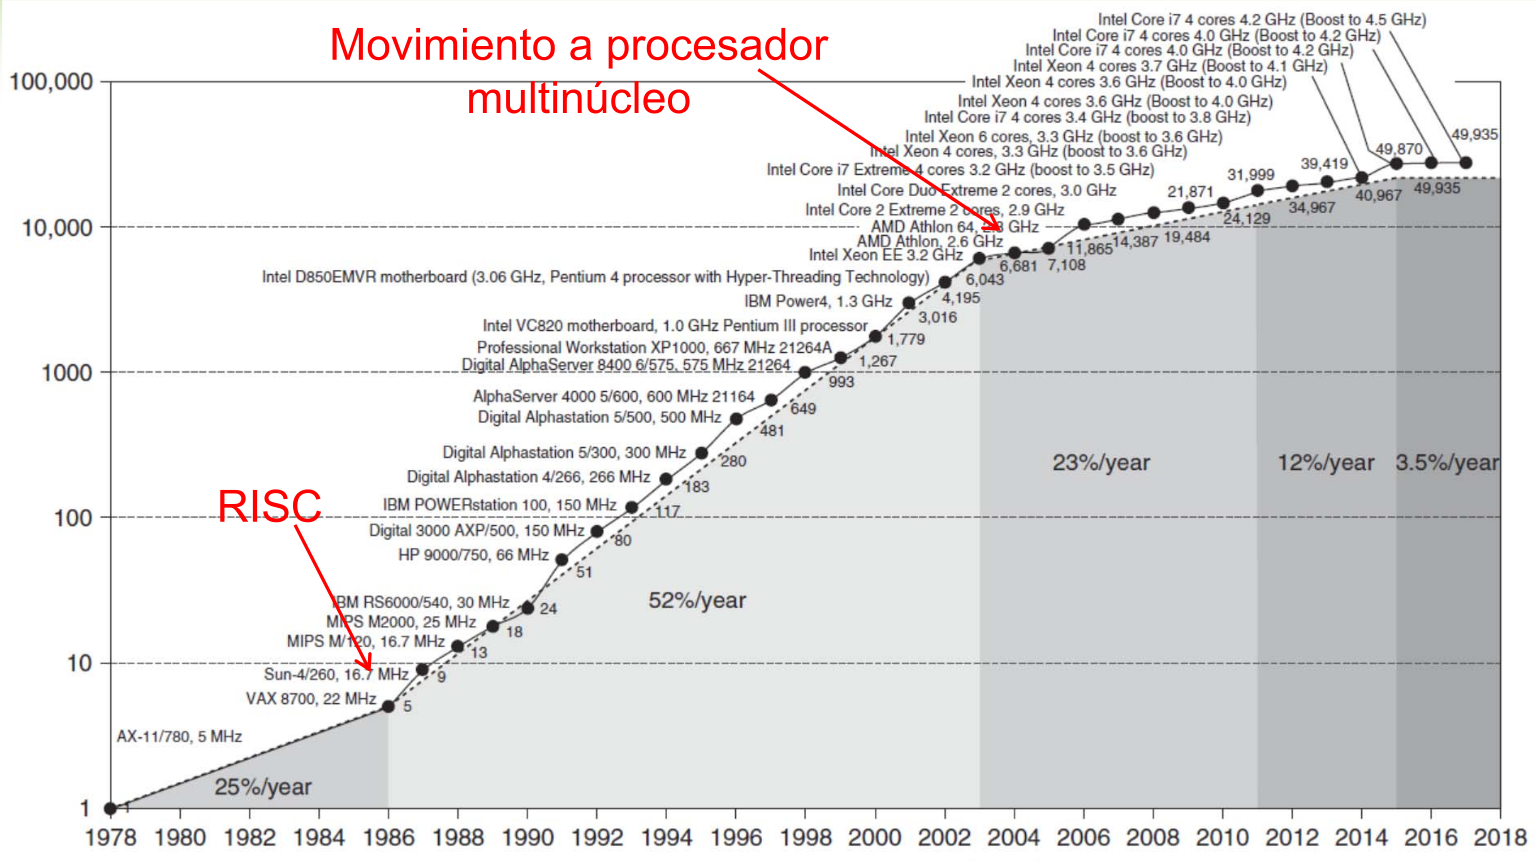 Movimiento a procesador
multinúcleo
RISC
Intel Core i7 4 cores 4.2 GHz (Boost to 4.5 GHz)
Intel Core i7 4 cores 4.0 GHz (Boost to 4.2 GHz)
Intel Core i7 4 cores 4.0 GHz (Boost to 4.2 GHz)
Intel Xeon 4 cores 3.7 GHz (Boost to 4.1 GHz)
Intel Xeon 4 cores 3.6 GHz (Boost to 4.0 GHz)
Intel Xeon 4 cores 3.6 GHz (Boost to 4.0 GHz)
Intel Core i7 4 cores 3.4 GHz (boost to 3.8 GHz)
Intel Xeon 6 cores, 3.3 GHz (boost to 3.6 GHz)
Intel Xeon 4 cores, 3.3 GHz (boost to 3.6 GHz)
Intel Core i7 Extreme 4 cores 3.2 GHz (boost to 3.5 GHz)
Intel Core Duo Extreme 2 cores, 3.0 GHz
Intel Core 2 Extreme 2 cores, 2.9 GHz
AMD Athlon 64, 2.8 GHz
AMD Athlon, 2.6 GHz
Intel Xeon EE 3.2 GHz
Intel D850EMVR motherboard (3.06 GHz, Pentium 4 processor with Hyper-Threading Technology)
IBM Power4, 1.3 GHz
Intel VC820 motherboard, 1.0 GHz Pentium III processor
Professional Workstation XP1000, 667 MHz 21264A
Digital AlphaServer 8400 6/575, 575 MHz 21264
AlphaServer 4000 5/600, 600 MHz 21164
Digital Alphastation 5/500, 500 MHz
Digital Alphastation 5/300, 300 MHz
Digital Alphastation 4/266, 266 MHz
IBM POWERstation 100, 150 MHz
Digital 3000 AXP/500, 150 MHz
HP 9000/750, 66 MHz
IBM RS6000/540, 30 MHz
MIPS M2000, 25 MHz
MIPS M/120, 16.7 MHz
Sun-4/260, 16.7 MHz
VAX 8700, 22 MHz
AX-11/780, 5 MHz
5
9
13
18
24
51
80
117
183
280
481
649
993
1,267
1,779
3,016
4,195
6,043
6,681
7,108
11,865
14,387
19,484
21,871
24,129
31,999
34,967
39,419
40,967
49,870
49,935
49,935
25%/year
52%/year
23%/year
12%/year
3.5%/year
100,000
10,000
1000
100
10
1
1978 1980 1982 1984 1986 1988 1990 1992 1994 1996 1998 2000 2002 2004 2006 2008 2010 2012 2014 2016 2018